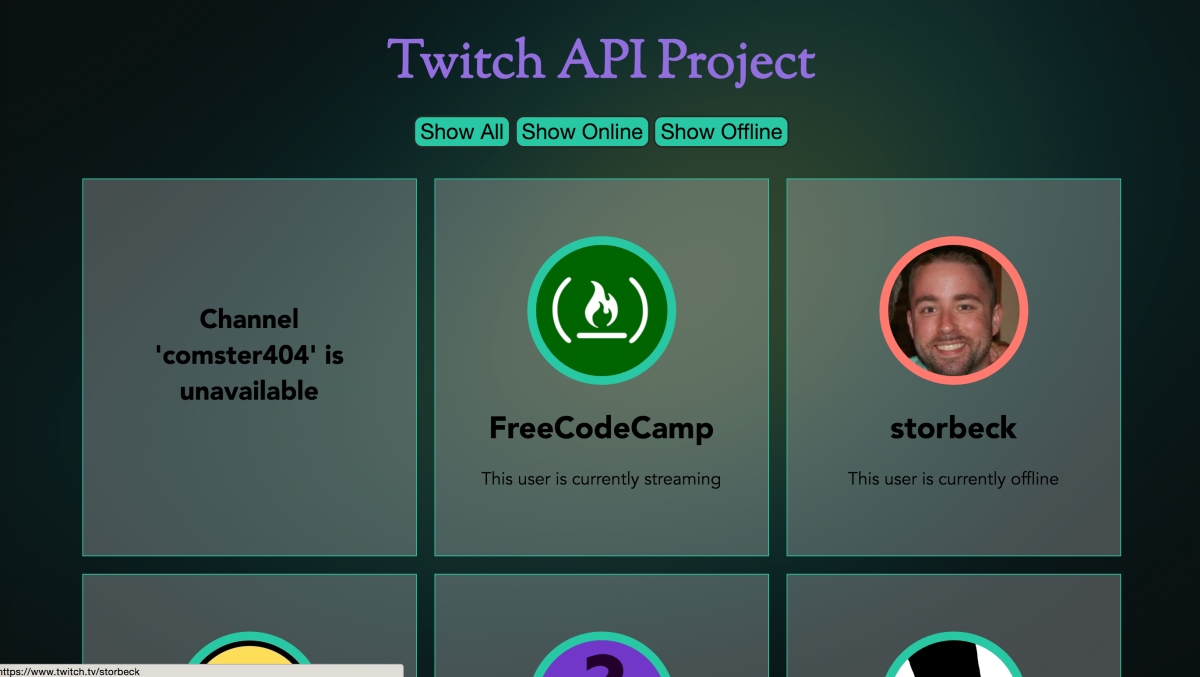 Twitch API Project
Show All Show Online Show Offline
Channel
'comster404' is
unavailable
FreeCodeCamp
This user is currently streaming
storbeck
This user is currently offline
?
https://www.twitch.tv/storbeck